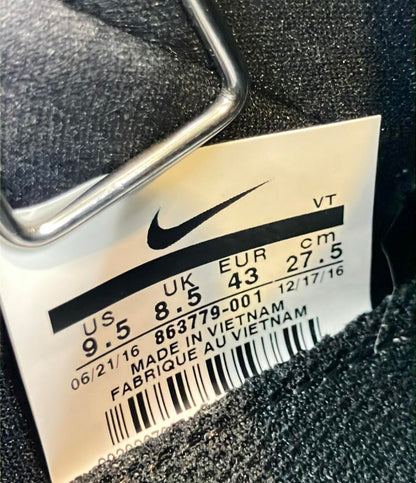 VT
US UK EUR cm
9.5 8.5 43 27.5
06/21/16 863779-001 12/17/16
MADE IN VIETNAM
FABRIQUE AU VIETNAM